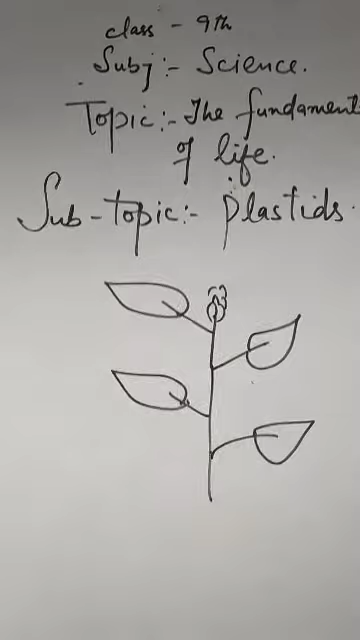 class - 9th
Subj :- Science.
Topic :- The fundament
of life.
Sub-topic :- Plastids.